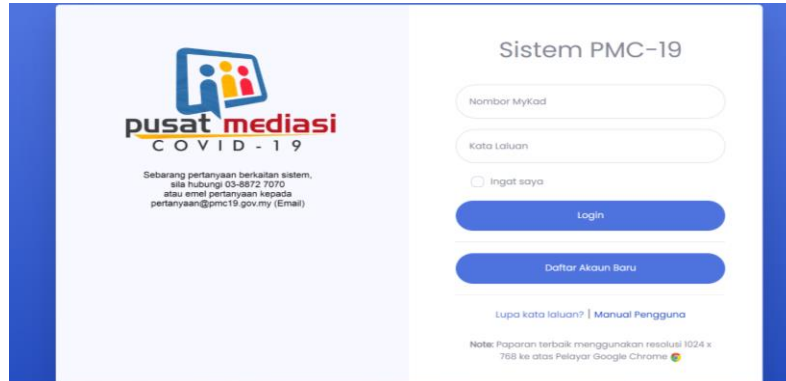 pusat mediasi
COVID-19
Sebarang pertanyaan berkaitan sistem,
sila hubungi 03-8872 7070
atau emel pertanyaan kepada
pertanyaan@pmc19.gov.my (Email)
Sistem PMC-19
Nombor MyKad
Kata Laluan
Ingat saya
Login
Daftar Akaun Baru
Lupa kata laluan? | Manual Pengguna
Note: Paparan terbaik menggunakan resolusi 1024 x
768 ke atas Pelayar Google Chrome